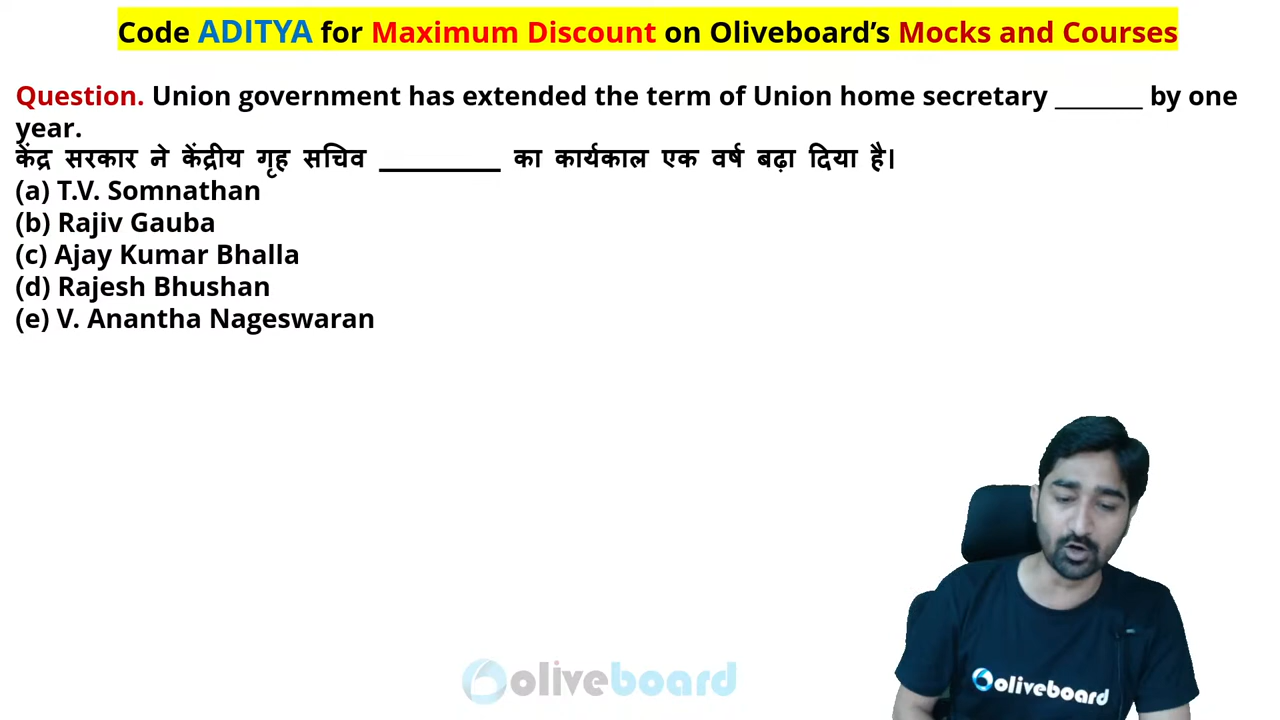 Code ADITYA for Maximum Discount on Oliveboard's Mocks and Courses
Question. Union government has extended the term of Union home secretary ________ by one
year.
केंद्र सरकार ने केंद्रीय गृह सचिव __________ का कार्यकाल एक वर्ष बढ़ा दिया है।
(a) T.V. Somnathan
(b) Rajiv Gauba
(c) Ajay Kumar Bhalla
(d) Rajesh Bhushan
(e) V. Anantha Nageswaran
oliveboard
oliveboard